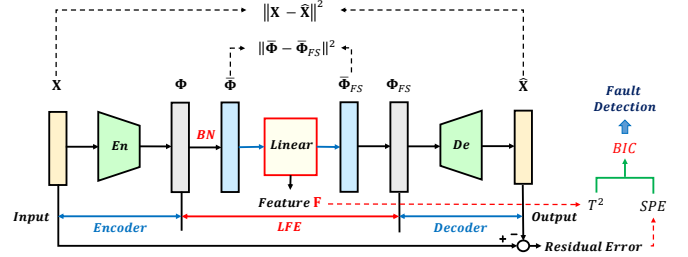 ‖X − X̂‖²
‖Φ̄ − Φ̄_FS‖²
X Φ Φ̄ Φ̄_FS Φ_FS X̂
Fault
Detection
En BN Linear De BIC
Feature F T² SPE
Input Encoder LFE Decoder Output
+ − Residual Error